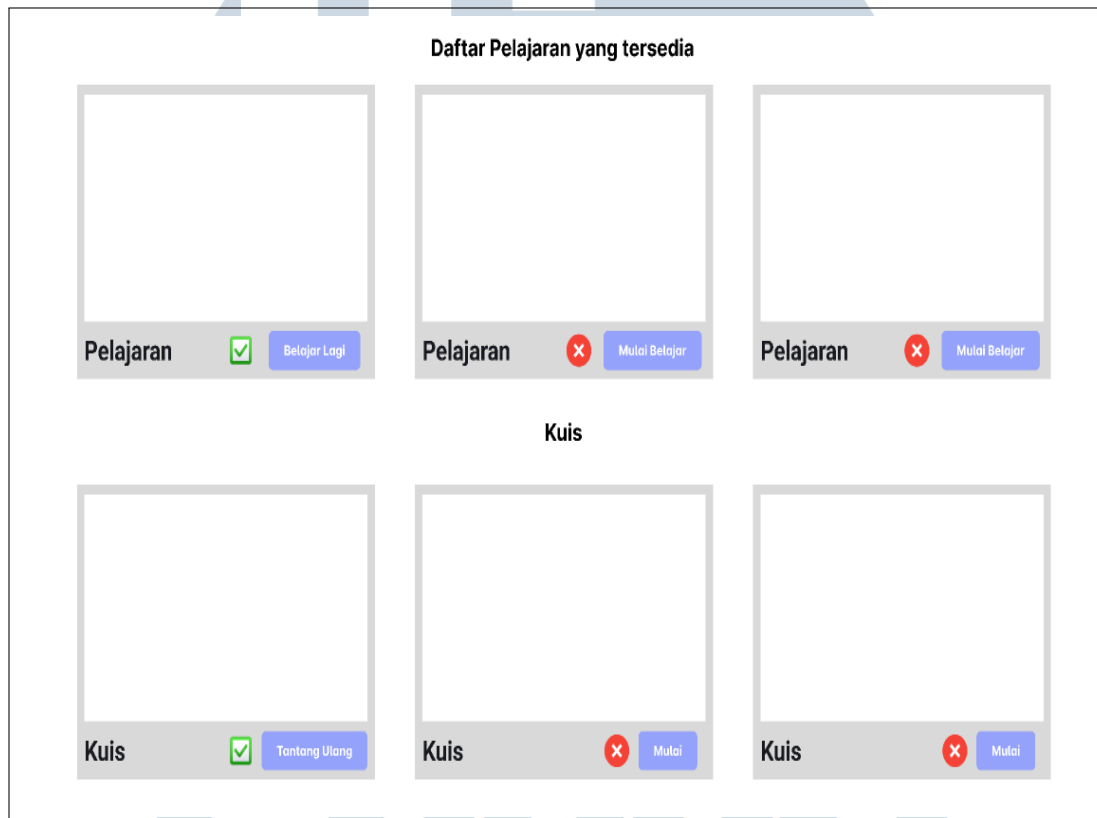 Daftar Pelajaran yang tersedia
Pelajaran Belajar Lagi Pelajaran Mulai Belajar Pelajaran Mulai Belajar
Kuis
Kuis Tantang Ulang Kuis Mulai Kuis Mulai